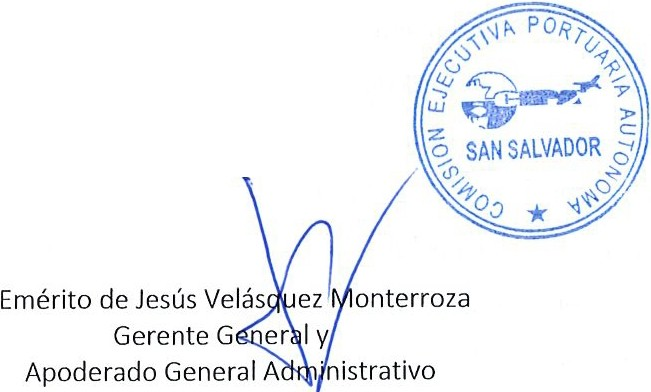 COMISION EJECUTIVA PORTUARIA AUTONOMA
SAN SALVADOR
Emérito de Jesús Velásquez Monterroza
Gerente General y
Apoderado General Administrativo